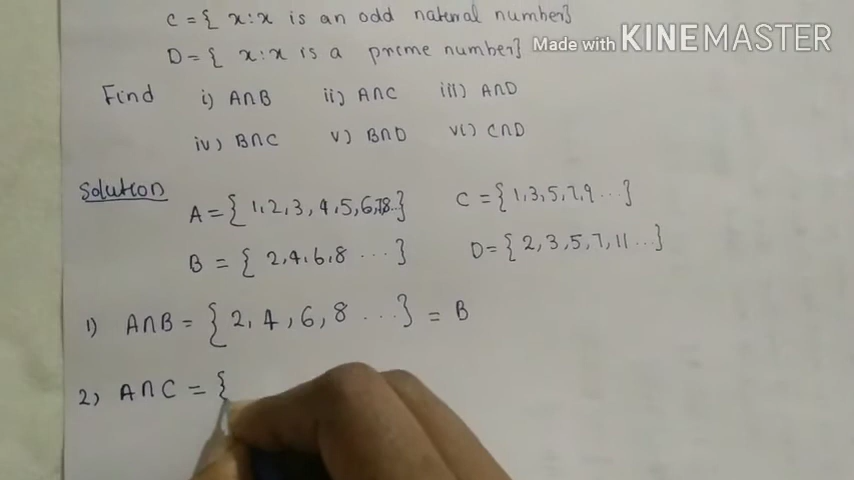 C = { x:x is an odd natural number}
D = { x:x is a prime number}
Made with KINEMASTER
Find i) A∩B ii) A∩C iii) A∩D
iv) B∩C v) B∩D vi) C∩D
Solution
A = { 1,2,3,4,5,6,7,8...} C = {1,3,5,7,9 ...}
B = { 2,4,6,8 ... } D = { 2,3,5,7,11 ...}
1) A∩B = { 2, 4, 6, 8 ... } = B
2) A∩C = {